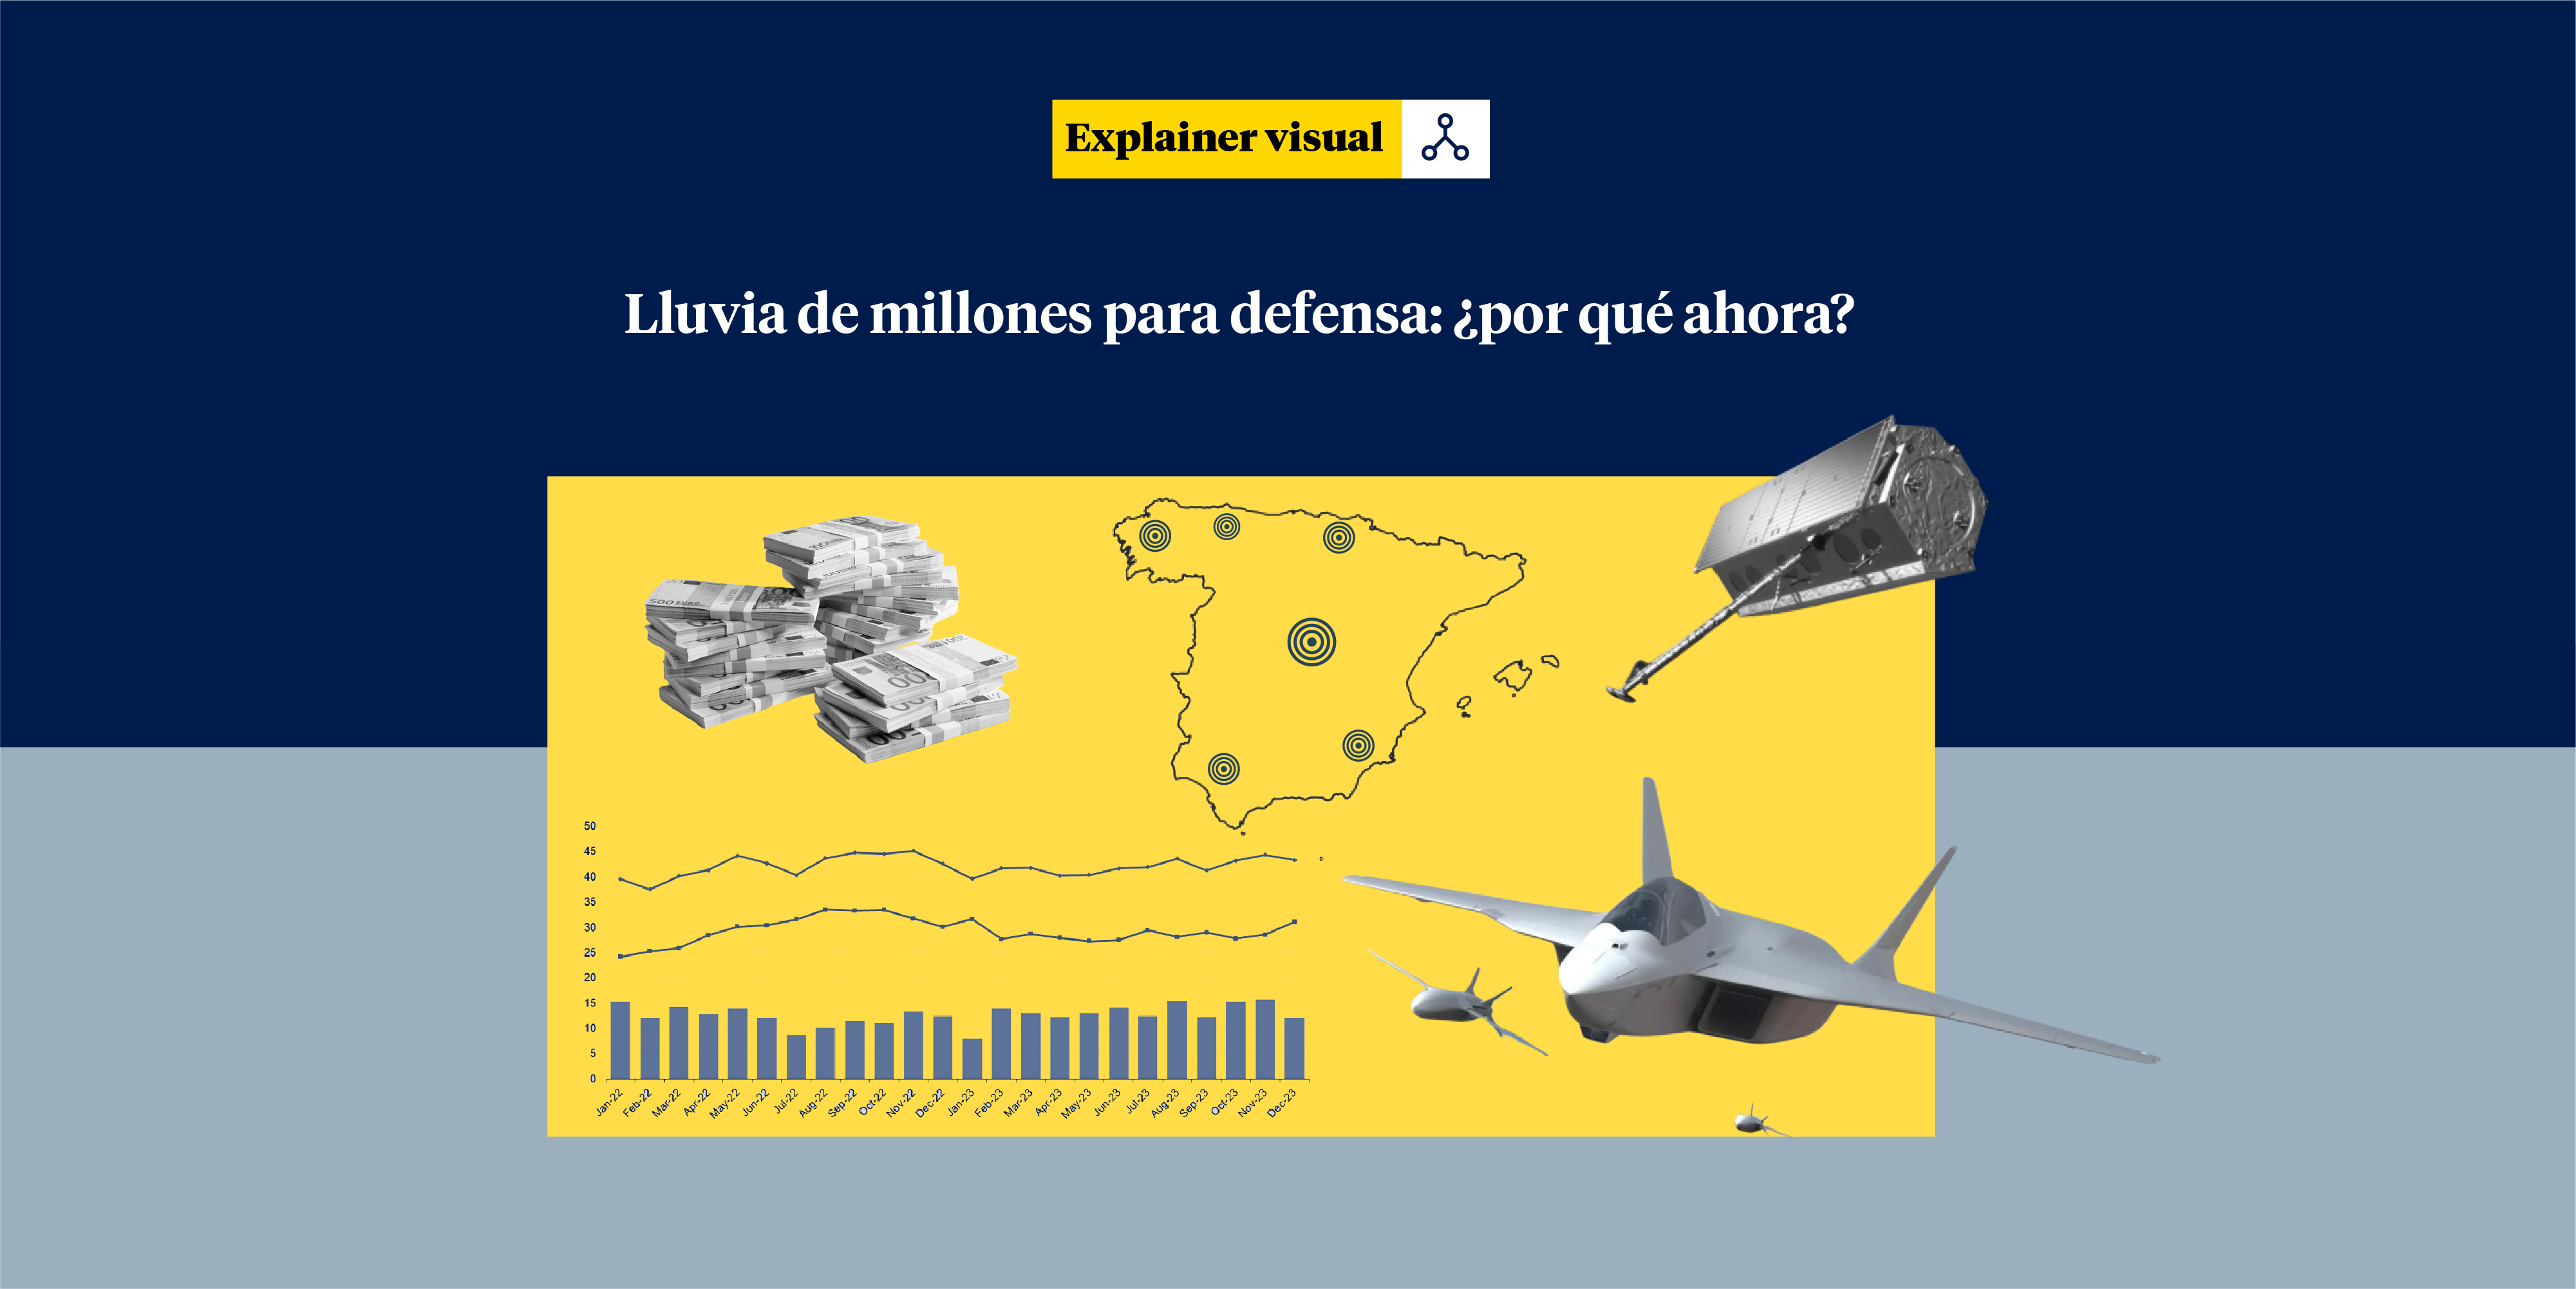 Explainer visual
Lluvia de millones para defensa: ¿por qué ahora?
500 EURO
50
45
40
35
30
25
20
15
10
5
0
Jan-22
Feb-22
Mar-22
Apr-22
May-22
Jun-22
Jul-22
Aug-22
Sep-22
Oct-22
Nov-22
Dec-22
Jan-23
Feb-23
Mar-23
Apr-23
May-23
Jun-23
Jul-23
Aug-23
Sep-23
Oct-23
Nov-23
Dec-23